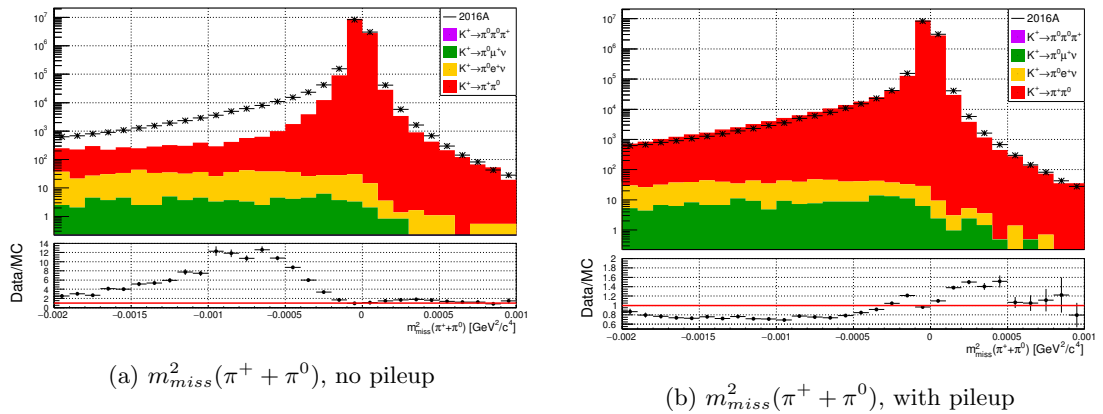 2016A
K⁺→π⁰π⁰π⁺
K⁺→π⁰μ⁺ν
K⁺→π⁰e⁺ν
K⁺→π⁺π⁰
10⁷
10⁶
10⁵
10⁴
10³
10²
10
1
Data/MC
14
12
10
8
6
4
2
0
-0.002 -0.0015 -0.001 -0.0005 0 0.0005 0.001
m²miss(π⁺+π⁰) [GeV²/c⁴]
(a) m²miss(π⁺ + π⁰), no pileup
2016A
K⁺→π⁰π⁰π⁺
K⁺→π⁰μ⁺ν
K⁺→π⁰e⁺ν
K⁺→π⁺π⁰
10⁷
10⁶
10⁵
10⁴
10³
10²
10
1
Data/MC
2
1.8
1.6
1.4
1.2
1
0.8
0.6
-0.002 -0.0015 -0.001 -0.0005 0 0.0005 0.001
m²miss(π⁺+π⁰) [GeV²/c⁴]
(b) m²miss(π⁺ + π⁰), with pileup